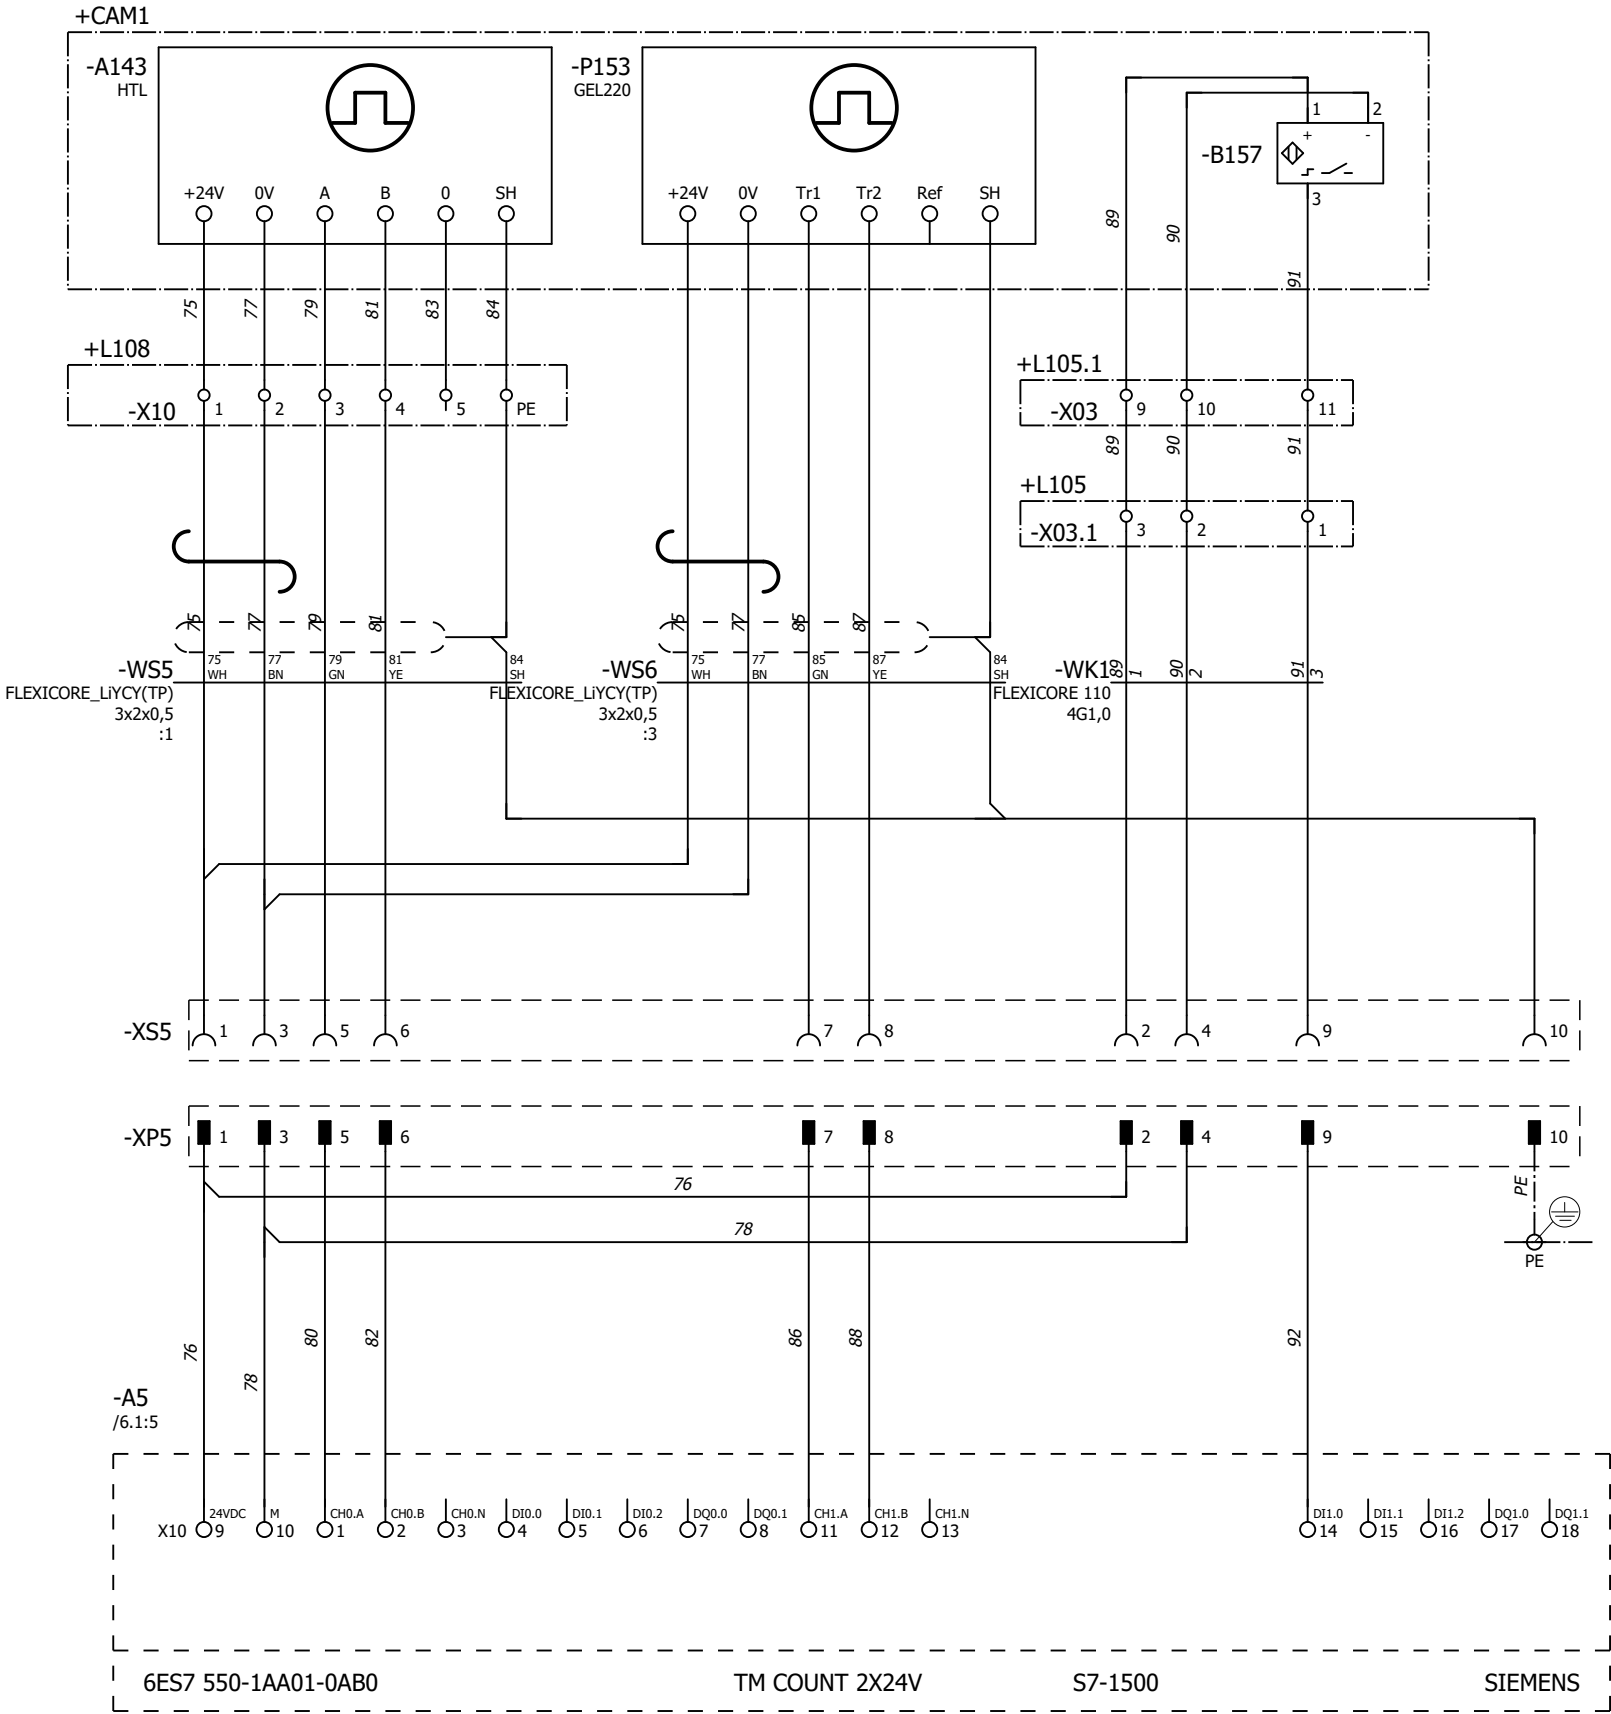 +CAM1
-A143
HTL
-P153
GEL220
1 2
+ -
-B157
3
+24V 0V A B 0 SH
+24V 0V Tr1 Tr2 Ref SH
89 90
91
75 77 79 81 83 84
+L108
-X10 1 2 3 4 5 PE
+L105.1
-X03 9 10 11
89 90 91
+L105
-X03.1 3 2 1
75 77 79 81
75 77 85 87
-WS5 75 77 79 81 84
WH BN GN YE SH
FLEXICORE_LiYCY(TP)
3x2x0,5
:1
-WS6 75 77 85 87 84
WH BN GN YE SH
FLEXICORE_LiYCY(TP)
3x2x0,5
:3
-WK1 89 1 90 2 91 3
FLEXICORE 110
4G1,0
-XS5 1 3 5 6 7 8 2 4 9 10
-XP5 1 3 5 6 7 8 2 4 9 10
76
PE
78
PE
76 78 80 82 86 88 92
-A5
/6.1:5
24VDC M CH0.A CH0.B CH0.N DI0.0 DI0.1 DI0.2 DQ0.0 DQ0.1 CH1.A CH1.B CH1.N DI1.0 DI1.1 DI1.2 DQ1.0 DQ1.1
X10 9 10 1 2 3 4 5 6 7 8 11 12 13 14 15 16 17 18
6ES7 550-1AA01-0AB0 TM COUNT 2X24V S7-1500 SIEMENS